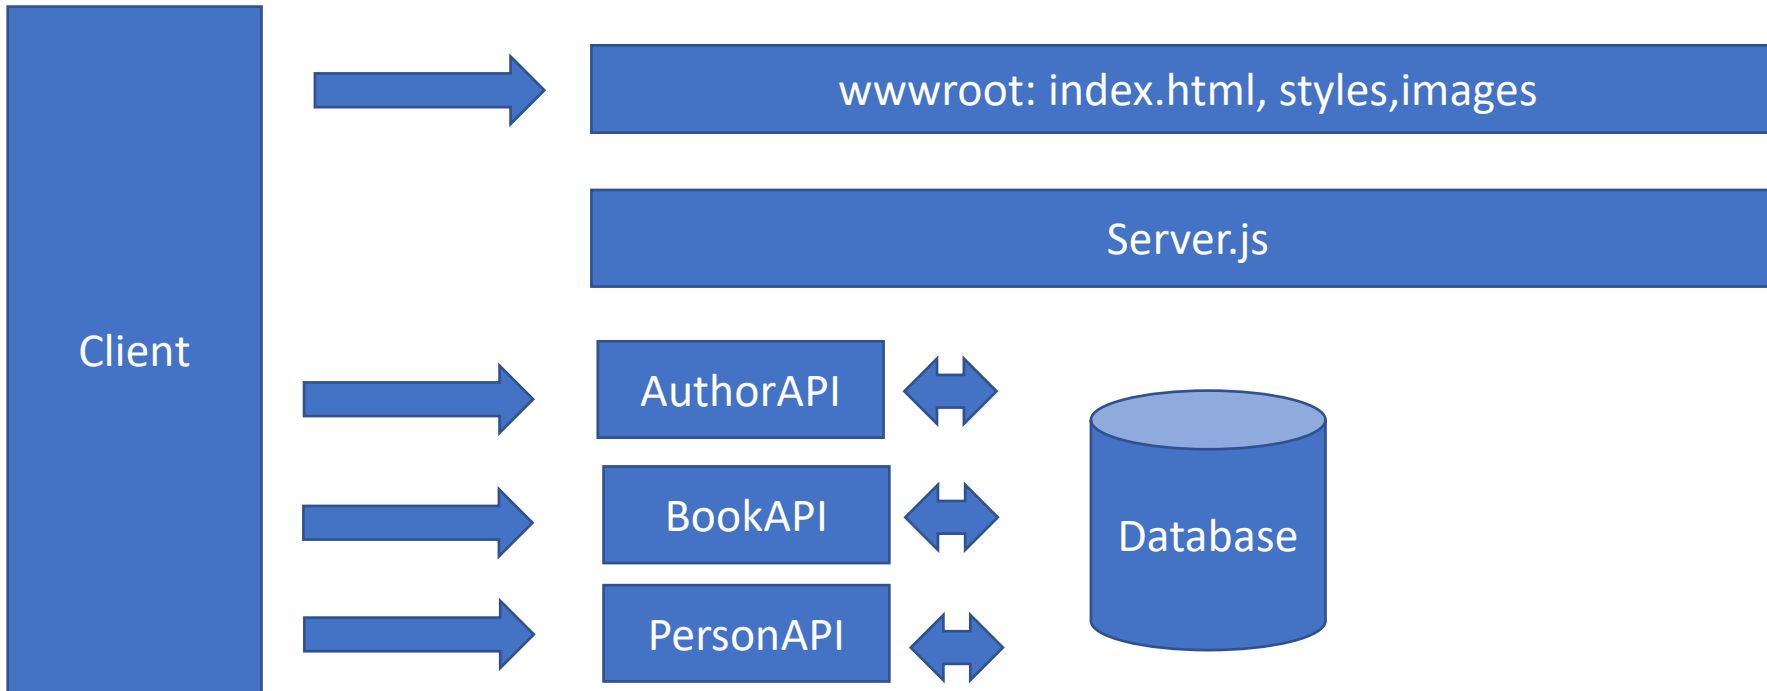 wwwroot: index.html, styles,images
Server.js
Client
AuthorAPI
BookAPI
Database
PersonAPI